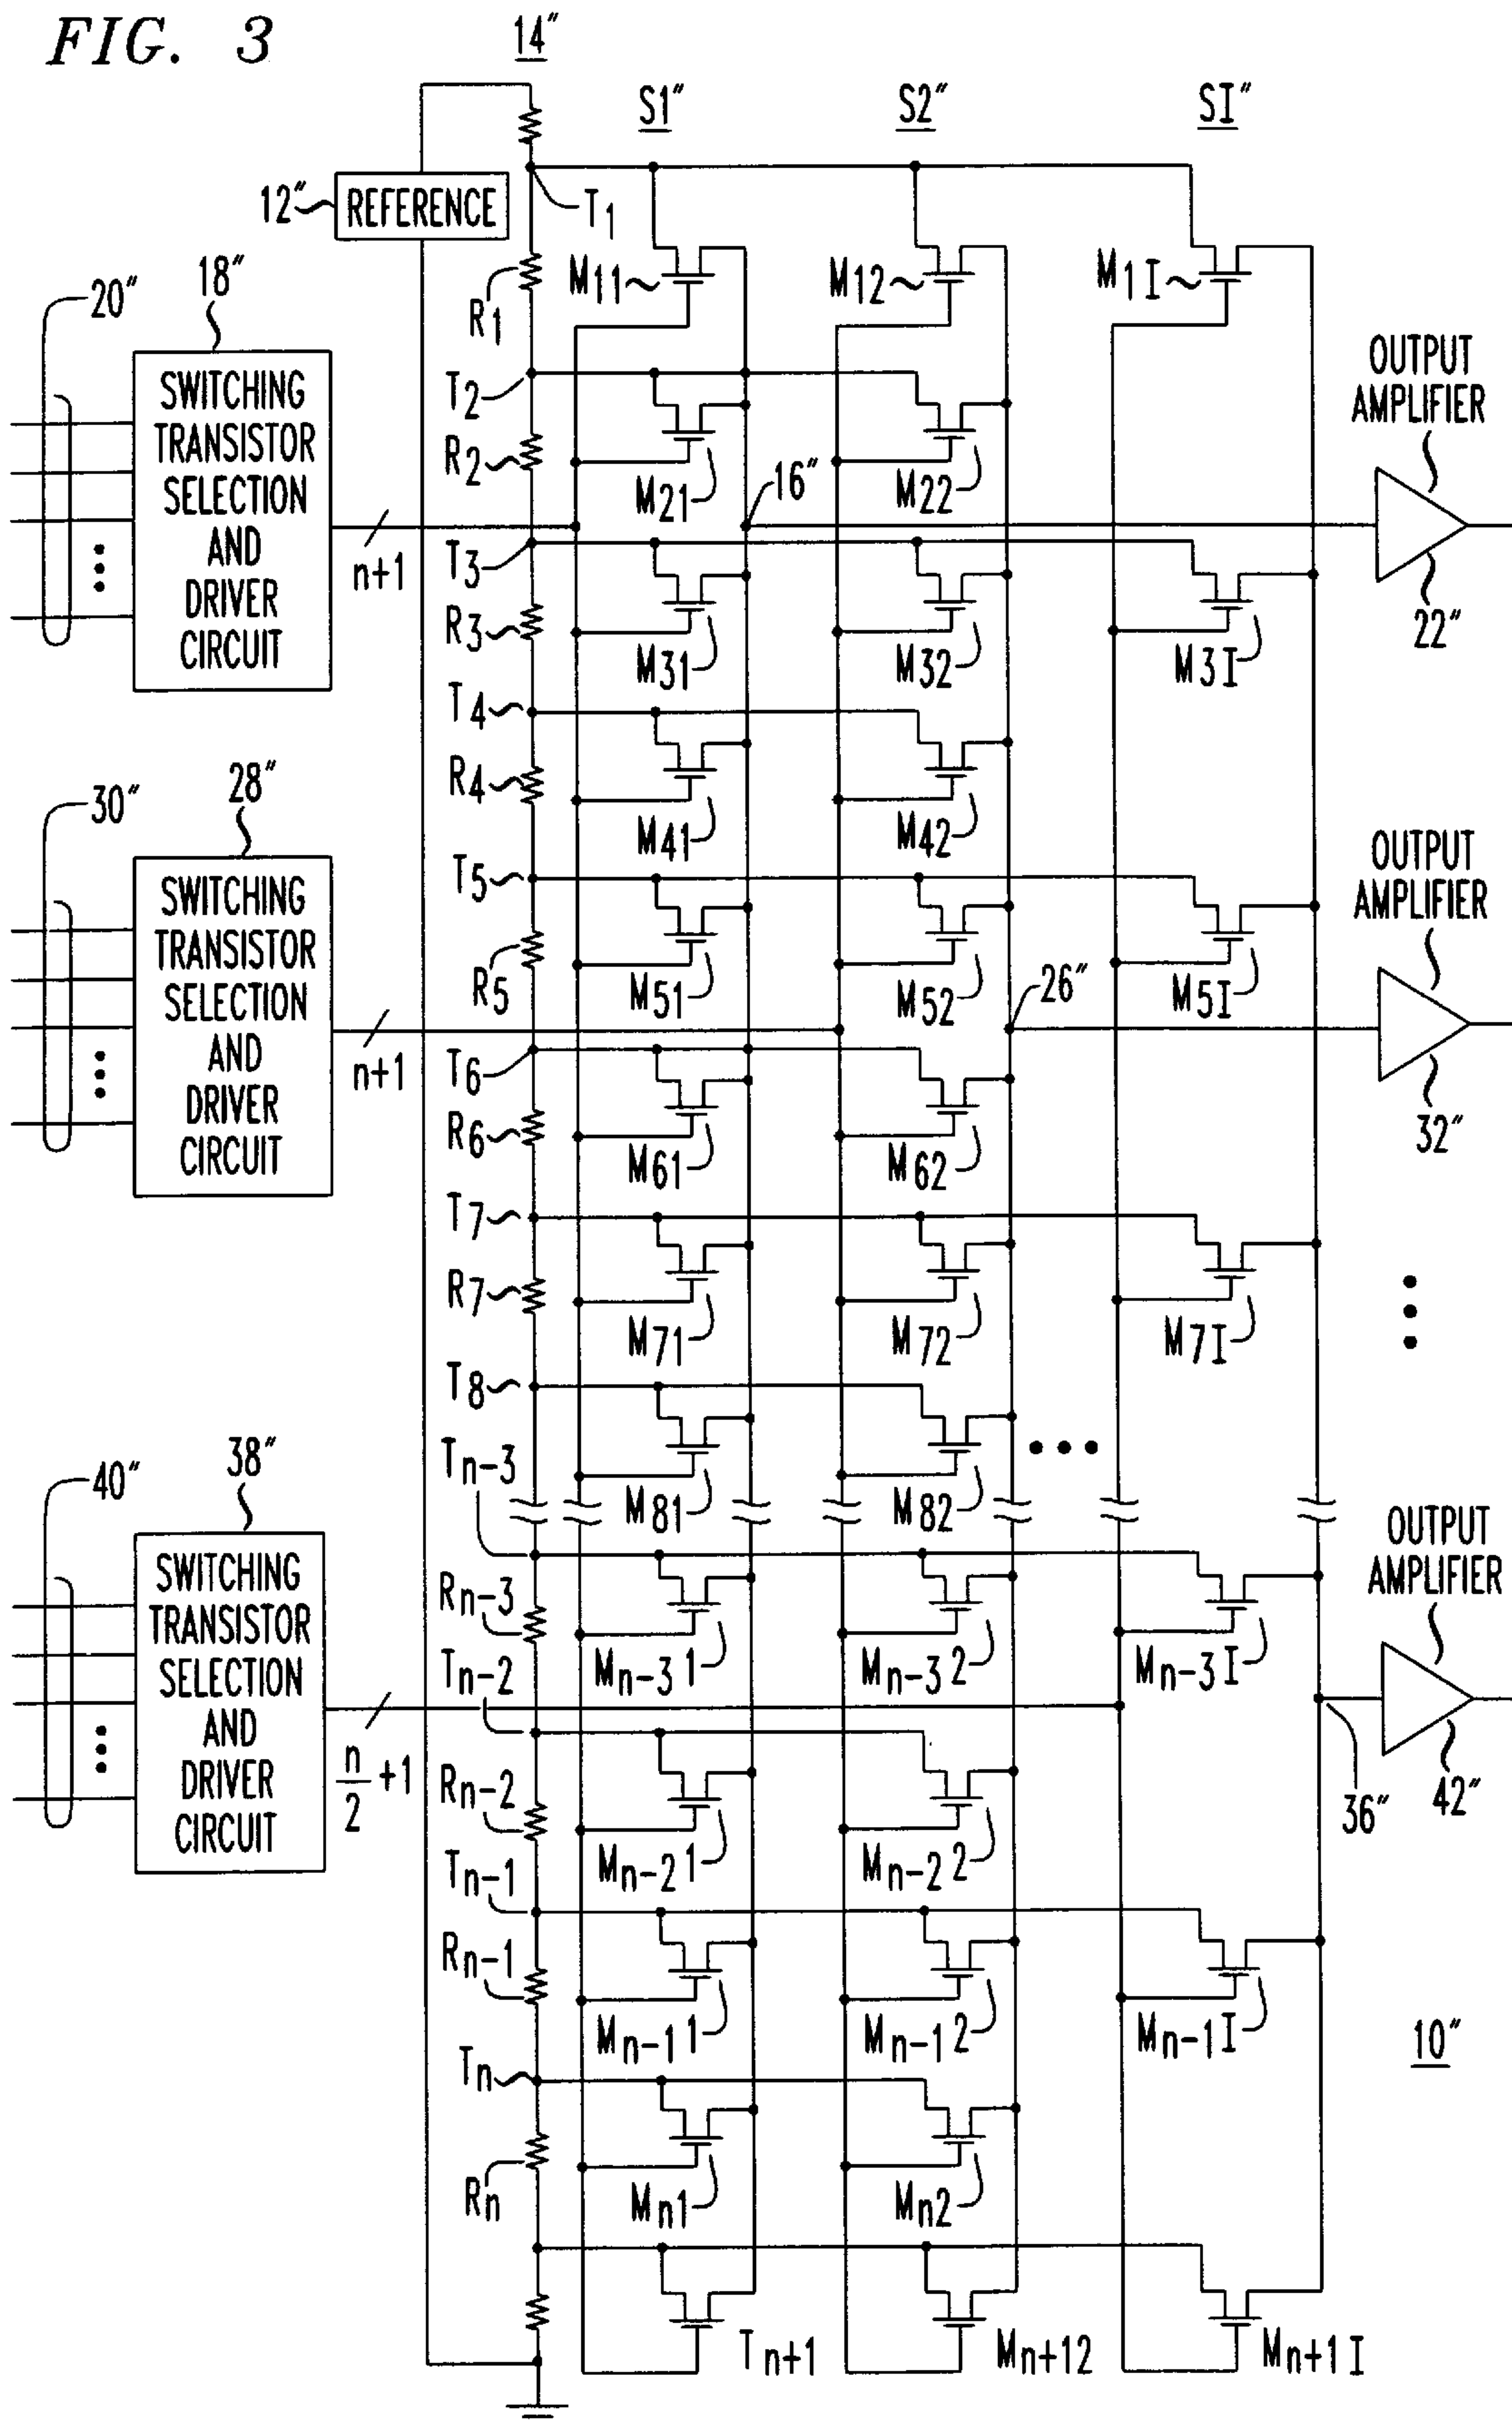 FIG. 3
14"
S1"
S2"
SI"
12"
REFERENCE
T1
R1
M11
M12
M1I
20"
18"
SWITCHING
TRANSISTOR
SELECTION
AND
DRIVER
CIRCUIT
n+1
T2
R2
M21
M22
16"
OUTPUT
AMPLIFIER
22"
T3
R3
M31
M32
M3I
T4
R4
M41
M42
30"
28"
SWITCHING
TRANSISTOR
SELECTION
AND
DRIVER
CIRCUIT
n+1
T5
R5
M51
M52
M5I
26"
OUTPUT
AMPLIFIER
32"
T6
R6
M61
M62
T7
R7
M71
M72
M7I
T8
M81
M82
40"
38"
SWITCHING
TRANSISTOR
SELECTION
AND
DRIVER
CIRCUIT
n/2 +1
Tn-3
Rn-3
Mn-3 1
Mn-3 2
Mn-3 I
OUTPUT
AMPLIFIER
42"
36"
Tn-2
Rn-2
Mn-2 1
Mn-2 2
Tn-1
Rn-1
Mn-1 1
Mn-1 2
Mn-1 I
10"
Tn
Rn
Mn1
Mn2
Tn+1
Mn+12
Mn+1 I